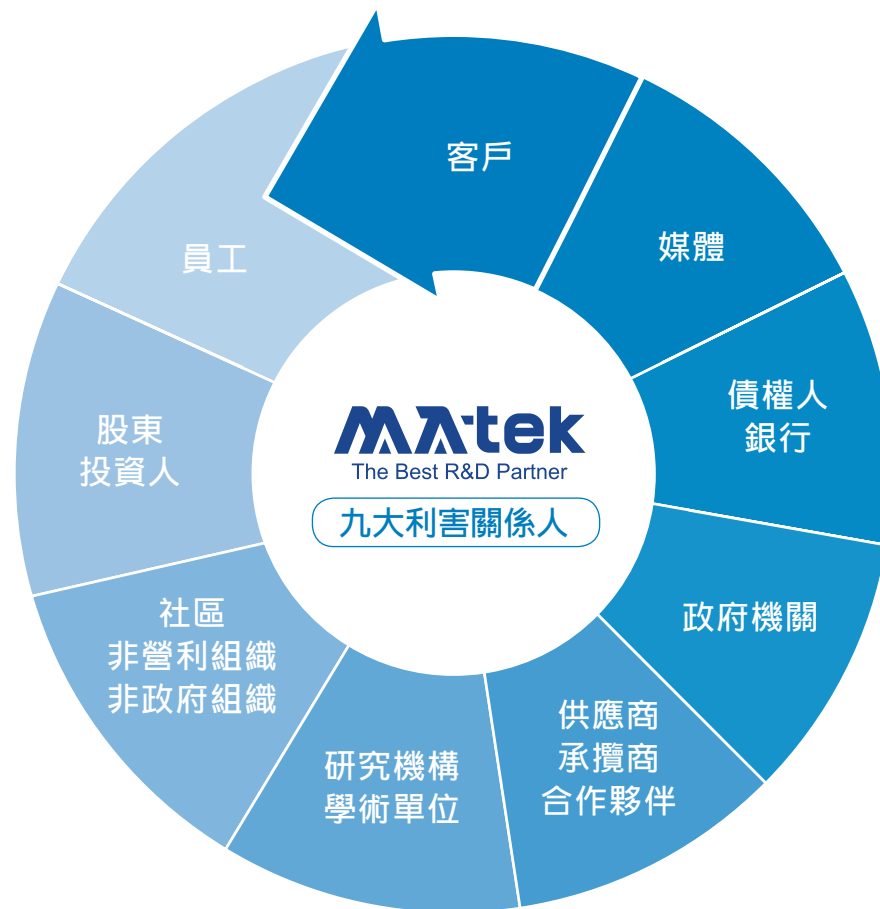 客戶
媒體
債權人
銀行
政府機關
供應商
承攬商
合作夥伴
研究機構
學術單位
社區
非營利組織
非政府組織
股東
投資人
員工
MA-tek
The Best R&D Partner
九大利害關係人